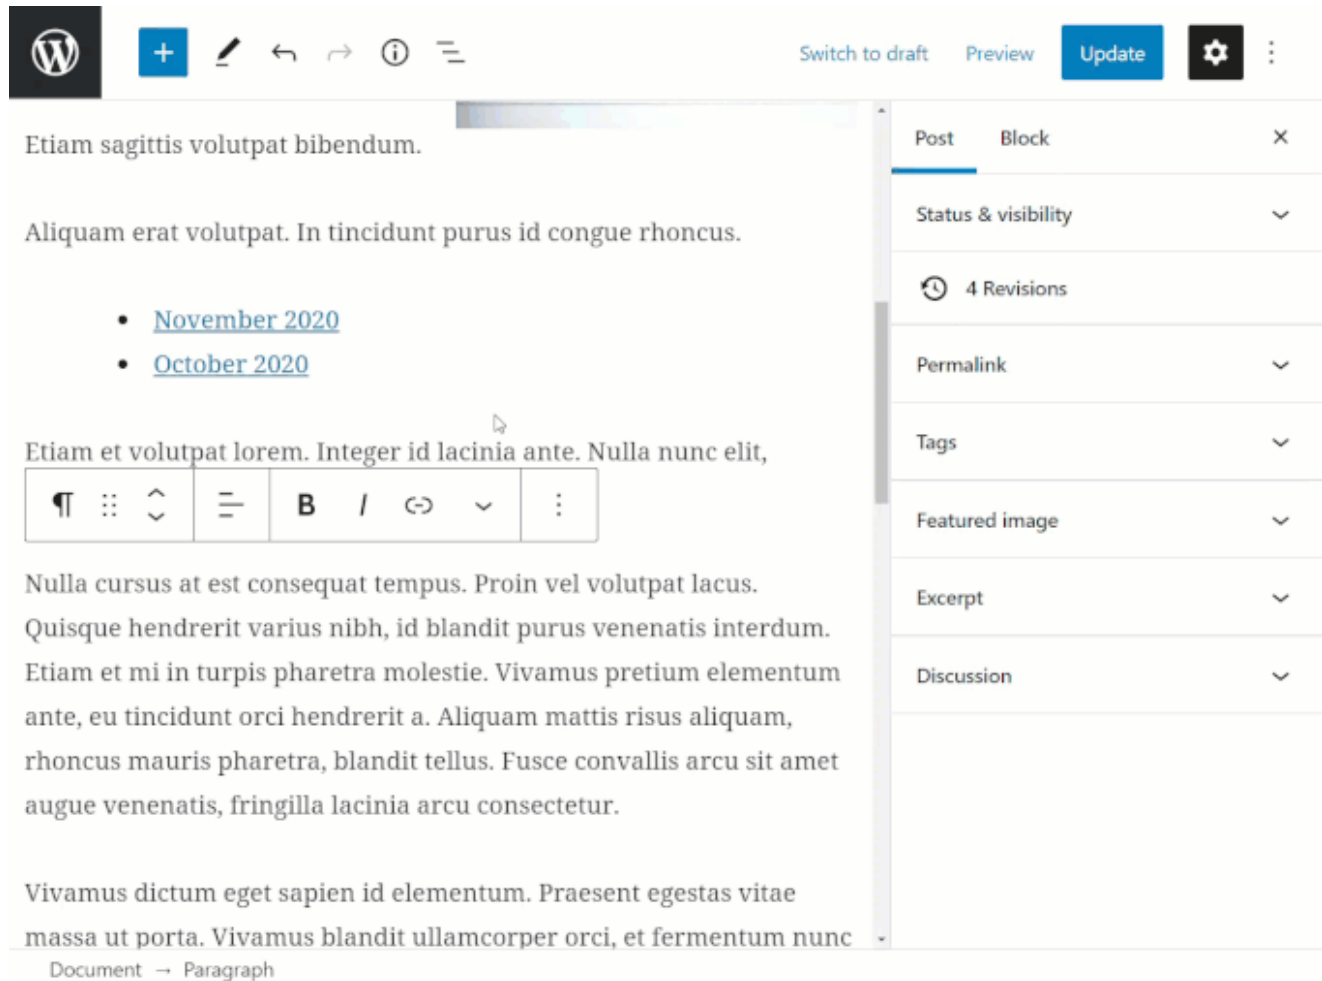 Switch to draft
Preview
Update
Etiam sagittis volutpat bibendum.
Aliquam erat volutpat. In tincidunt purus id congue rhoncus.
November 2020
October 2020
Etiam et volutpat lorem. Integer id lacinia ante. Nulla nunc elit,
B I
Nulla cursus at est consequat tempus. Proin vel volutpat lacus.
Quisque hendrerit varius nibh, id blandit purus venenatis interdum.
Etiam et mi in turpis pharetra molestie. Vivamus pretium elementum
ante, eu tincidunt orci hendrerit a. Aliquam mattis risus aliquam,
rhoncus mauris pharetra, blandit tellus. Fusce convallis arcu sit amet
augue venenatis, fringilla lacinia arcu consectetur.
Vivamus dictum eget sapien id elementum. Praesent egestas vitae
massa ut porta. Vivamus blandit ullamcorper orci, et fermentum nunc
Post Block
Status & visibility
4 Revisions
Permalink
Tags
Featured image
Excerpt
Discussion
Document → Paragraph